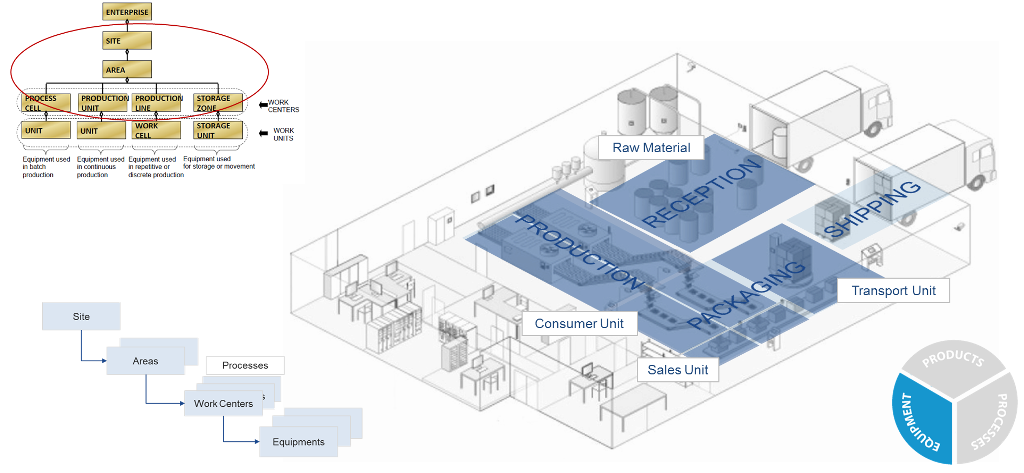 ENTERPRISE
SITE
AREA
PROCESS
CELL
PRODUCTION
UNIT
PRODUCTION
LINE
STORAGE
ZONE
WORK
CENTERS
UNIT
UNIT
WORK
CELL
STORAGE
UNIT
WORK
UNITS
Equipment used
in batch
production
Equipment used
in continuous
production
Equipment used
in repetitive or
discrete production
Equipment used
for storage or movement
Raw Material
RECEPTION
SHIPPING
PRODUCTION
PACKAGING
Transport Unit
Consumer Unit
Sales Unit
Site
Areas
Processes
Work Centers
s
Equipments
PRODUCTS
EQUIPMENT
PROCESSES